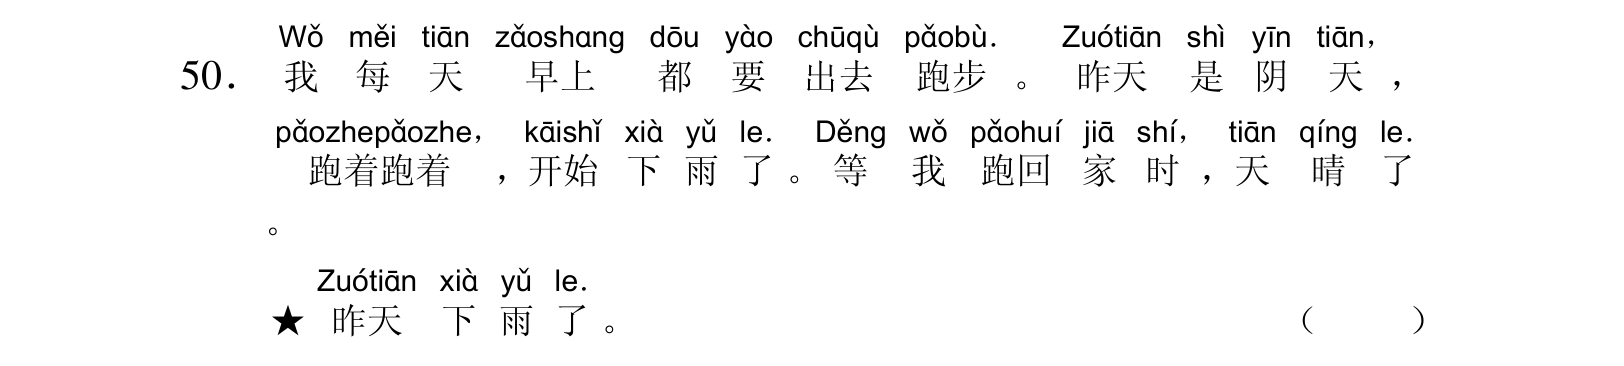 Wǒ měi tiān zǎoshang dōu yào chūqù pǎobù. Zuótiān shì yīn tiān，
50. 我 每 天 早上 都 要 出去 跑步 。 昨天 是 阴 天 ，
pǎozhepǎozhe， kāishǐ xià yǔ le. Děng wǒ pǎohuí jiā shí， tiān qíng le.
跑着跑着 ，开始 下 雨 了 。 等 我 跑回 家 时 ，天 晴 了
。
Zuótiān xià yǔ le.
★ 昨天 下 雨 了 。 （ ）